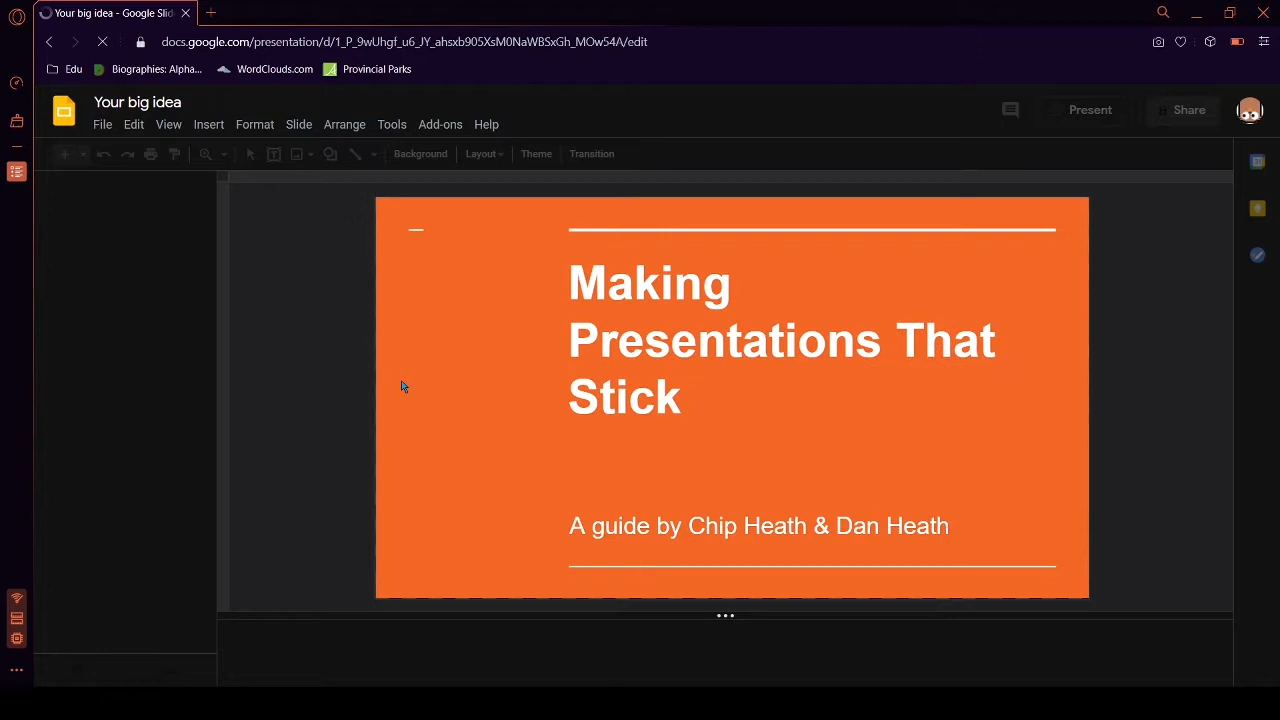 Your big idea - Google Slid
docs.google.com/presentation/d/1_P_9wUhgf_u6_JY_ahsxb905XsM0NaWBSxGh_MOw54A/edit
Edu Biographies: Alpha... WordClouds.com Provincial Parks
Your big idea
Present Share
File Edit View Insert Format Slide Arrange Tools Add-ons Help
Background Layout Theme Transition
Making
Presentations That
Stick
A guide by Chip Heath & Dan Heath